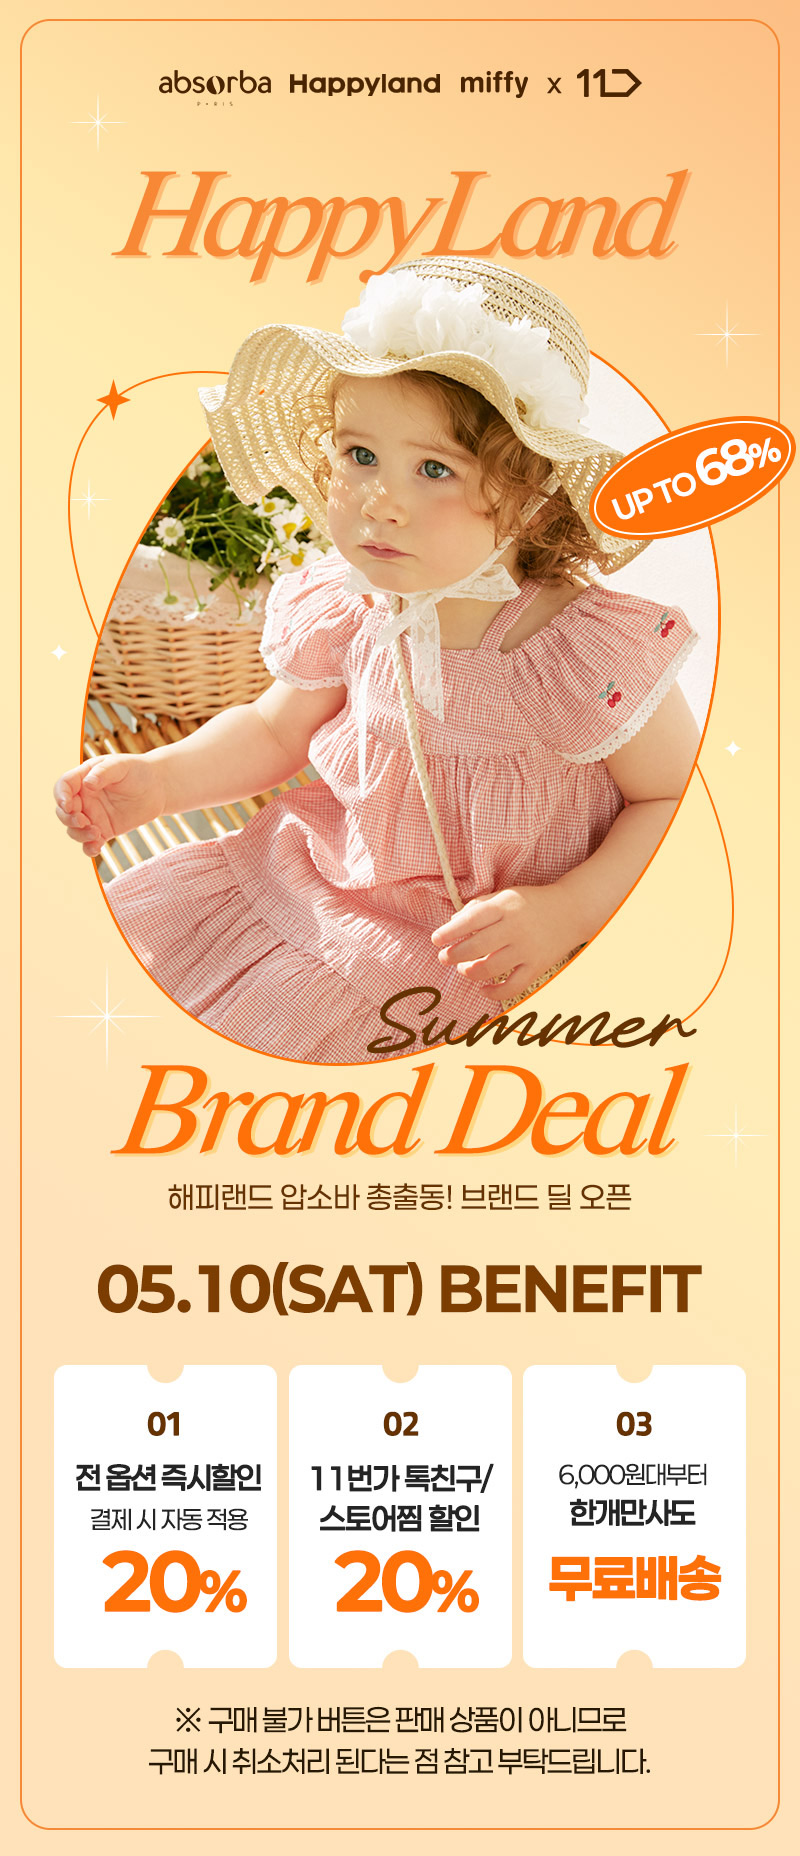 absorba Happyland miffy x 11
PARIS
HappyLand
UP TO 68%
Summer
Brand Deal
해피랜드 압소바 총출동! 브랜드 딜 오픈
05.10(SAT) BENEFIT
01
전 옵션 즉시할인
결제 시 자동 적용
20%
02
11번가 톡친구/
스토어찜 할인
20%
03
6,000원대부터
한개만사도
무료배송
※ 구매 불가 버튼은 판매 상품이 아니므로
구매 시 취소처리 된다는 점 참고 부탁드립니다.